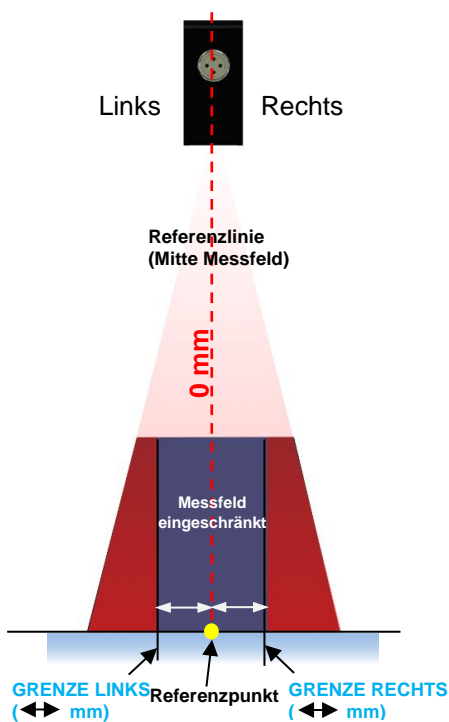 Links
Rechts
Referenzlinie
(Mitte Messfeld)
0 mm
Messfeld
eingeschränkt
GRENZE LINKS
( mm)
Referenzpunkt
GRENZE RECHTS
( mm)